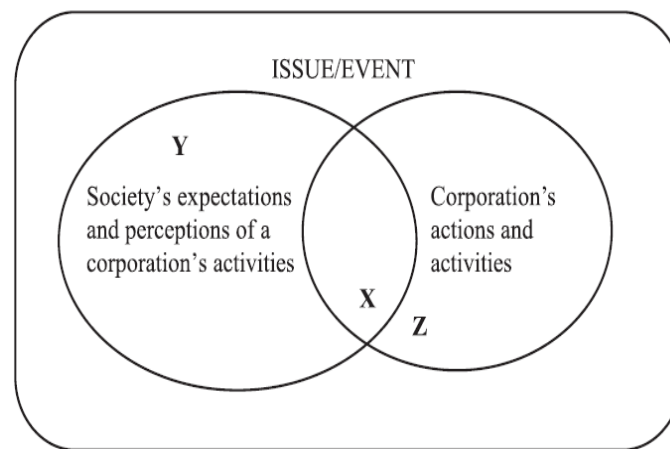 ISSUE/EVENT
Y
Society's expectations
and perceptions of a
corporation's activities
Corporation's
actions and
activities
X
Z